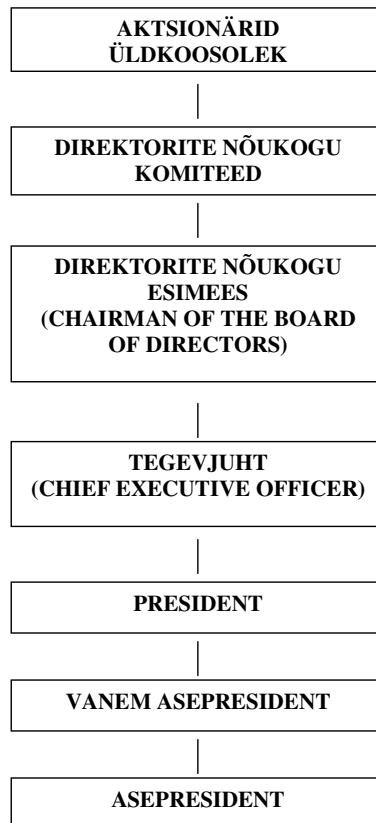 AKTSIONÄRID
ÜLDKOOSOLEK
DIREKTORITE NÕUKOGU
KOMITEED
DIREKTORITE NÕUKOGU
ESIMEES
(CHAIRMAN OF THE BOARD
OF DIRECTORS)
TEGEVJUHT
(CHIEF EXECUTIVE OFFICER)
PRESIDENT
VANEM ASEPRESIDENT
ASEPRESIDENT